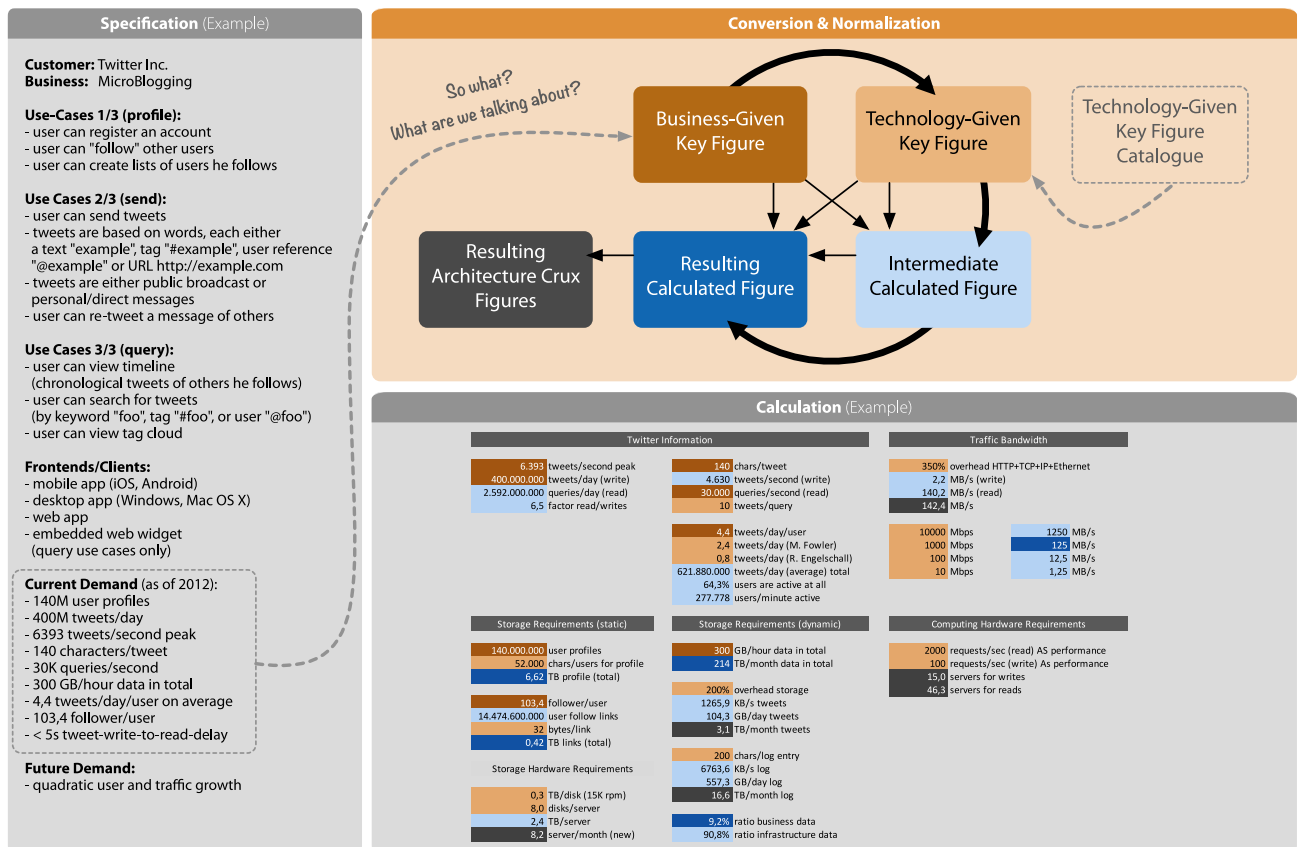 Specification (Example)
Customer: Twitter Inc.
Business: MicroBlogging
Use-Cases 1/3 (profile):
- user can register an account
- user can "follow" other users
- user can create lists of users he follows
Use Cases 2/3 (send):
- user can send tweets
- tweets are based on words, each either
a text "example", tag "#example", user reference
"@example" or URL http://example.com
- tweets are either public broadcast or
personal/direct messages
- user can re-tweet a message of others
Use Cases 3/3 (query):
- user can view timeline
(chronological tweets of others he follows)
- user can search for tweets
(by keyword "foo", tag "#foo", or user "@foo")
- user can view tag cloud
Frontends/Clients:
- mobile app (iOS, Android)
- desktop app (Windows, Mac OS X)
- web app
- embedded web widget
(query use cases only)
Current Demand (as of 2012):
- 140M user profiles
- 400M tweets/day
- 6393 tweets/second peak
- 140 characters/tweet
- 30K queries/second
- 300 GB/hour data in total
- 4,4 tweets/day/user on average
- 103,4 follower/user
- < 5s tweet-write-to-read-delay
Future Demand:
- quadratic user and traffic growth
Conversion & Normalization
So what?
What are we talking about?
Business-Given
Key Figure
Technology-Given
Key Figure
Technology-Given
Key Figure
Catalogue
Resulting
Architecture Crux
Figures
Resulting
Calculated Figure
Intermediate
Calculated Figure
Calculation (Example)
Twitter Information
6.393 tweets/second peak
400.000.000 tweets/day (write)
2.592.000.000 queries/day (read)
6,5 factor read/writes
140 chars/tweet
4.630 tweets/second (write)
30.000 queries/second (read)
10 tweets/query
4,4 tweets/day/user
2,4 tweets/day (M. Fowler)
0,8 tweets/day (R. Engelschall)
621.880.000 tweets/day (average) total
64,3% users are active at all
277.778 users/minute active
Traffic Bandwidth
350% overhead HTTP+TCP+IP+Ethernet
2,2 MB/s (write)
140,2 MB/s (read)
142,4 MB/s
10000 Mbps 1250 MB/s
1000 Mbps 125 MB/s
100 Mbps 12,5 MB/s
10 Mbps 1,25 MB/s
Storage Requirements (static)
140.000.000 user profiles
52.000 chars/users for profile
6,62 TB profile (total)
103,4 follower/user
14.474.600.000 user follow links
32 bytes/link
0,42 TB links (total)
Storage Hardware Requirements
0,3 TB/disk (15K rpm)
8,0 disks/server
2,4 TB/server
8,2 server/month (new)
Storage Requirements (dynamic)
300 GB/hour data in total
214 TB/month data in total
200% overhead storage
1265,9 KB/s tweets
104,3 GB/day tweets
3,1 TB/month tweets
200 chars/log entry
6763,6 KB/s log
557,3 GB/day log
16,6 TB/month log
9,2% ratio business data
90,8% ratio infrastructure data
Computing Hardware Requirements
2000 requests/sec (read) AS performance
100 requests/sec (write) As performance
15,0 servers for writes
46,3 servers for reads